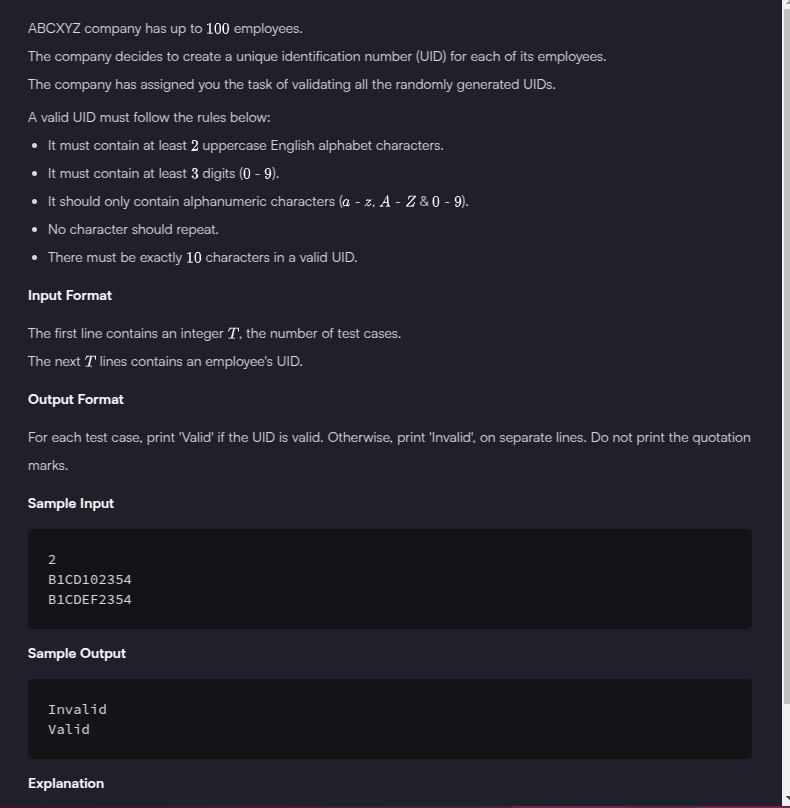 ABCXYZ company has up to 100 employees.
The company decides to create a unique identification number (UID) for each of its employees.
The company has assigned you the task of validating all the randomly generated UIDs.
A valid UID must follow the rules below:
• It must contain at least 2 uppercase English alphabet characters.
• It must contain at least 3 digits (0 - 9).
• It should only contain alphanumeric characters (a - z, A - Z & 0 - 9).
• No character should repeat.
• There must be exactly 10 characters in a valid UID.
Input Format
The first line contains an integer T, the number of test cases.
The next T lines contains an employee's UID.
Output Format
For each test case, print 'Valid' if the UID is valid. Otherwise, print 'Invalid', on separate lines. Do not print the quotation
marks.
Sample Input
2
B1CD102354
B1CDEF2354
Sample Output
Invalid
Valid
Explanation